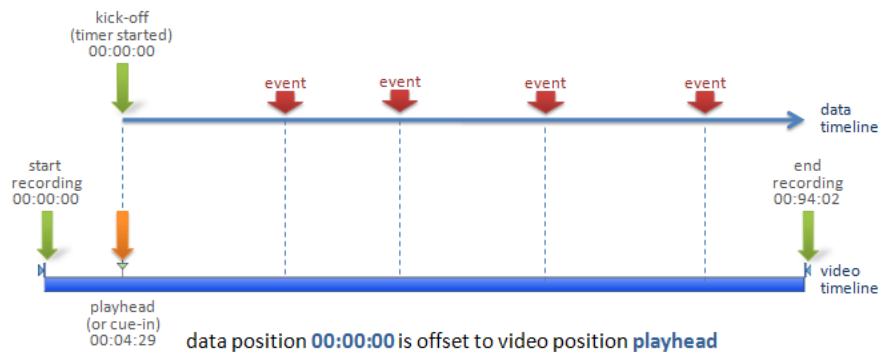 kick-off
(timer started)
00:00:00
event
event
event
event
data
timeline
start
recording
00:00:00
end
recording
00:94:02
video
timeline
playhead
(or cue-in)
00:04:29
data position 00:00:00 is offset to video position playhead